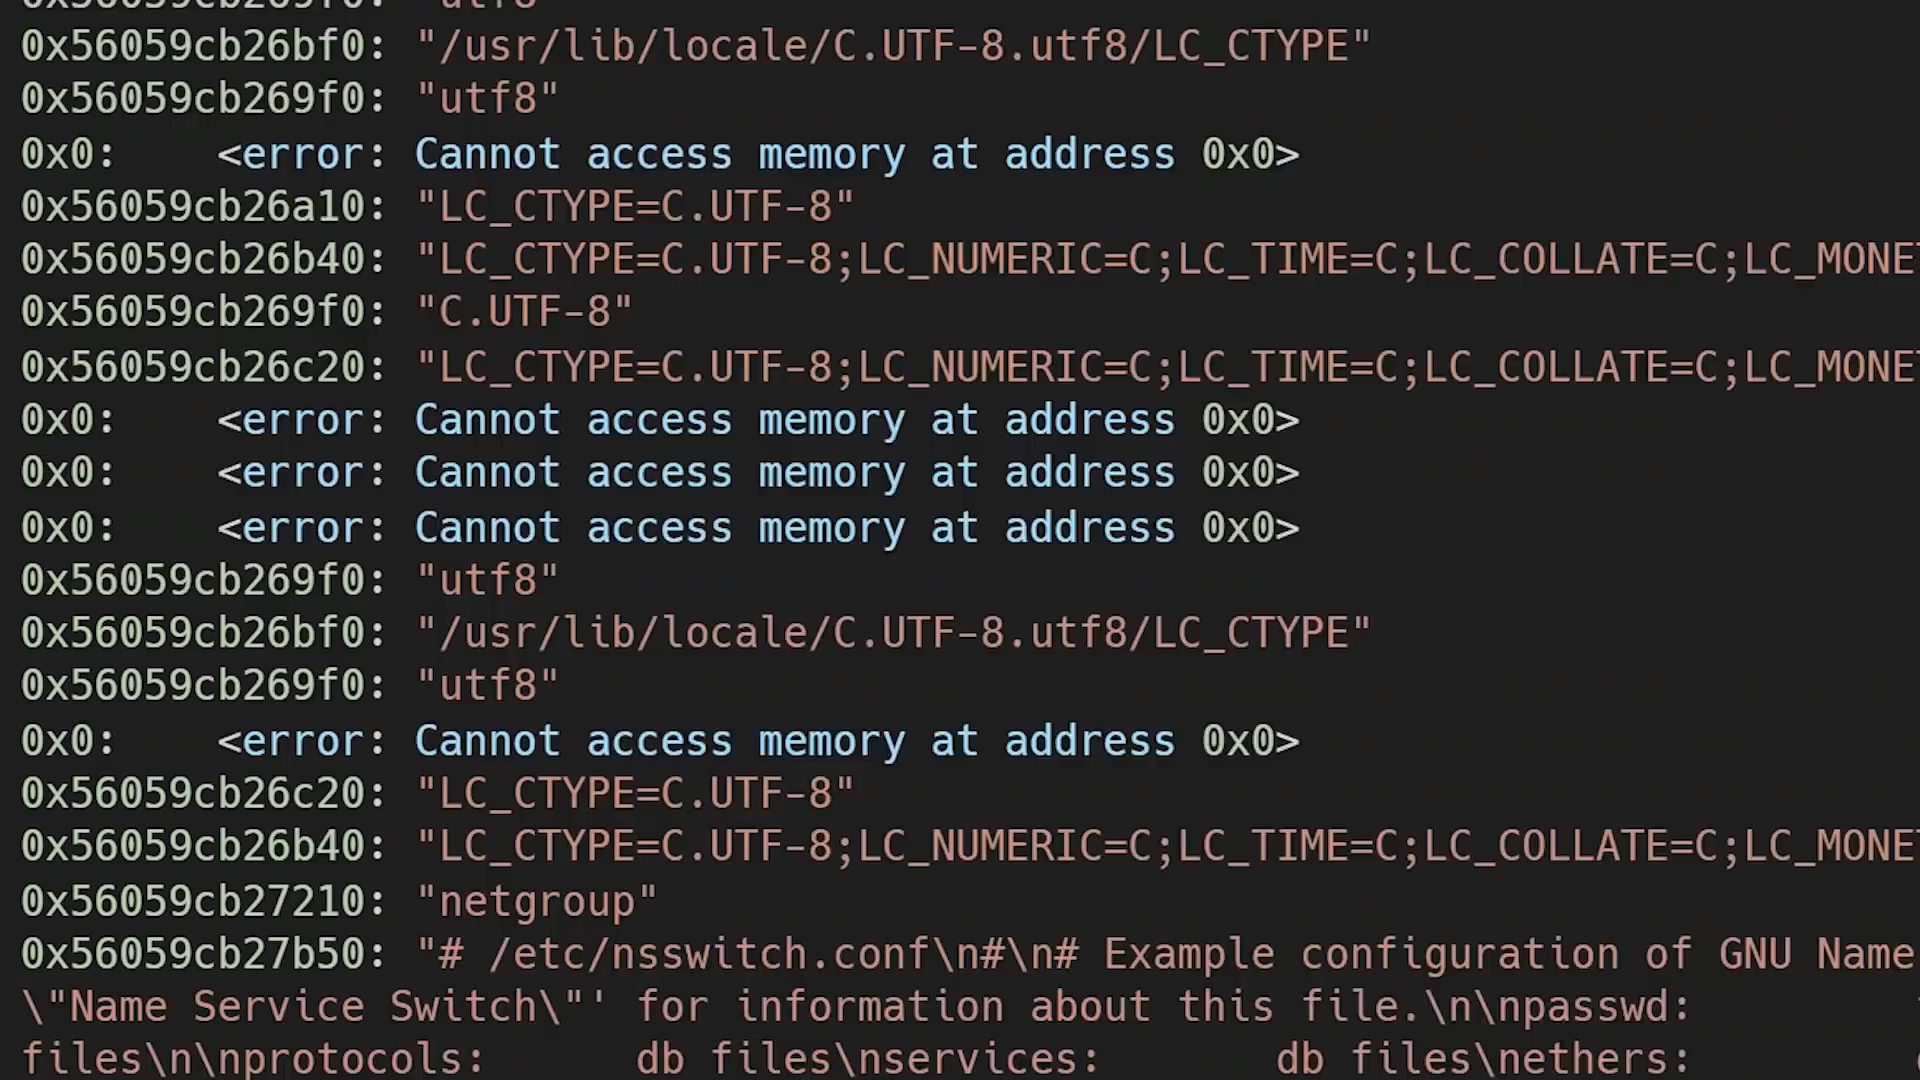 0x56059cb269f0: "utf8"
0x56059cb26bf0: "/usr/lib/locale/C.UTF-8.utf8/LC_CTYPE"
0x56059cb269f0: "utf8"
0x0:    <error: Cannot access memory at address 0x0>
0x56059cb26a10: "LC_CTYPE=C.UTF-8"
0x56059cb26b40: "LC_CTYPE=C.UTF-8;LC_NUMERIC=C;LC_TIME=C;LC_COLLATE=C;LC_MONE
0x56059cb269f0: "C.UTF-8"
0x56059cb26c20: "LC_CTYPE=C.UTF-8;LC_NUMERIC=C;LC_TIME=C;LC_COLLATE=C;LC_MONE
0x0:    <error: Cannot access memory at address 0x0>
0x0:    <error: Cannot access memory at address 0x0>
0x0:    <error: Cannot access memory at address 0x0>
0x56059cb269f0: "utf8"
0x56059cb26bf0: "/usr/lib/locale/C.UTF-8.utf8/LC_CTYPE"
0x56059cb269f0: "utf8"
0x0:    <error: Cannot access memory at address 0x0>
0x56059cb26c20: "LC_CTYPE=C.UTF-8"
0x56059cb26b40: "LC_CTYPE=C.UTF-8;LC_NUMERIC=C;LC_TIME=C;LC_COLLATE=C;LC_MONE
0x56059cb27210: "netgroup"
0x56059cb27b50: "# /etc/nsswitch.conf\n#\n# Example configuration of GNU Name
\"Name Service Switch\"' for information about this file.\n\npasswd:
files\n\nprotocols:      db files\nservices:       db files\nethers: